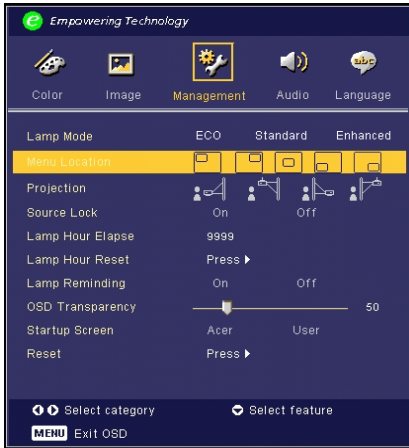 e Empowering Technology
abc
Color Image Management Audio Language
Lamp Mode ECO Standard Enhanced
Menu Location
Projection
Source Lock On Off
Lamp Hour Elapse 9999
Lamp Hour Reset Press
Lamp Reminding On Off
OSD Transparency 50
Startup Screen Acer User
Reset Press
Select category Select feature
MENU Exit OSD